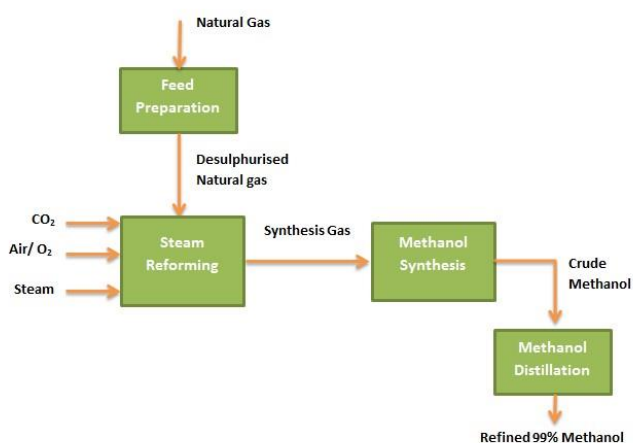 Natural Gas
Feed
Preparation
Desulphurised
Natural gas
CO₂
Air/ O₂
Steam
Steam
Reforming
Synthesis Gas
Methanol
Synthesis
Crude
Methanol
Methanol
Distillation
Refined 99% Methanol